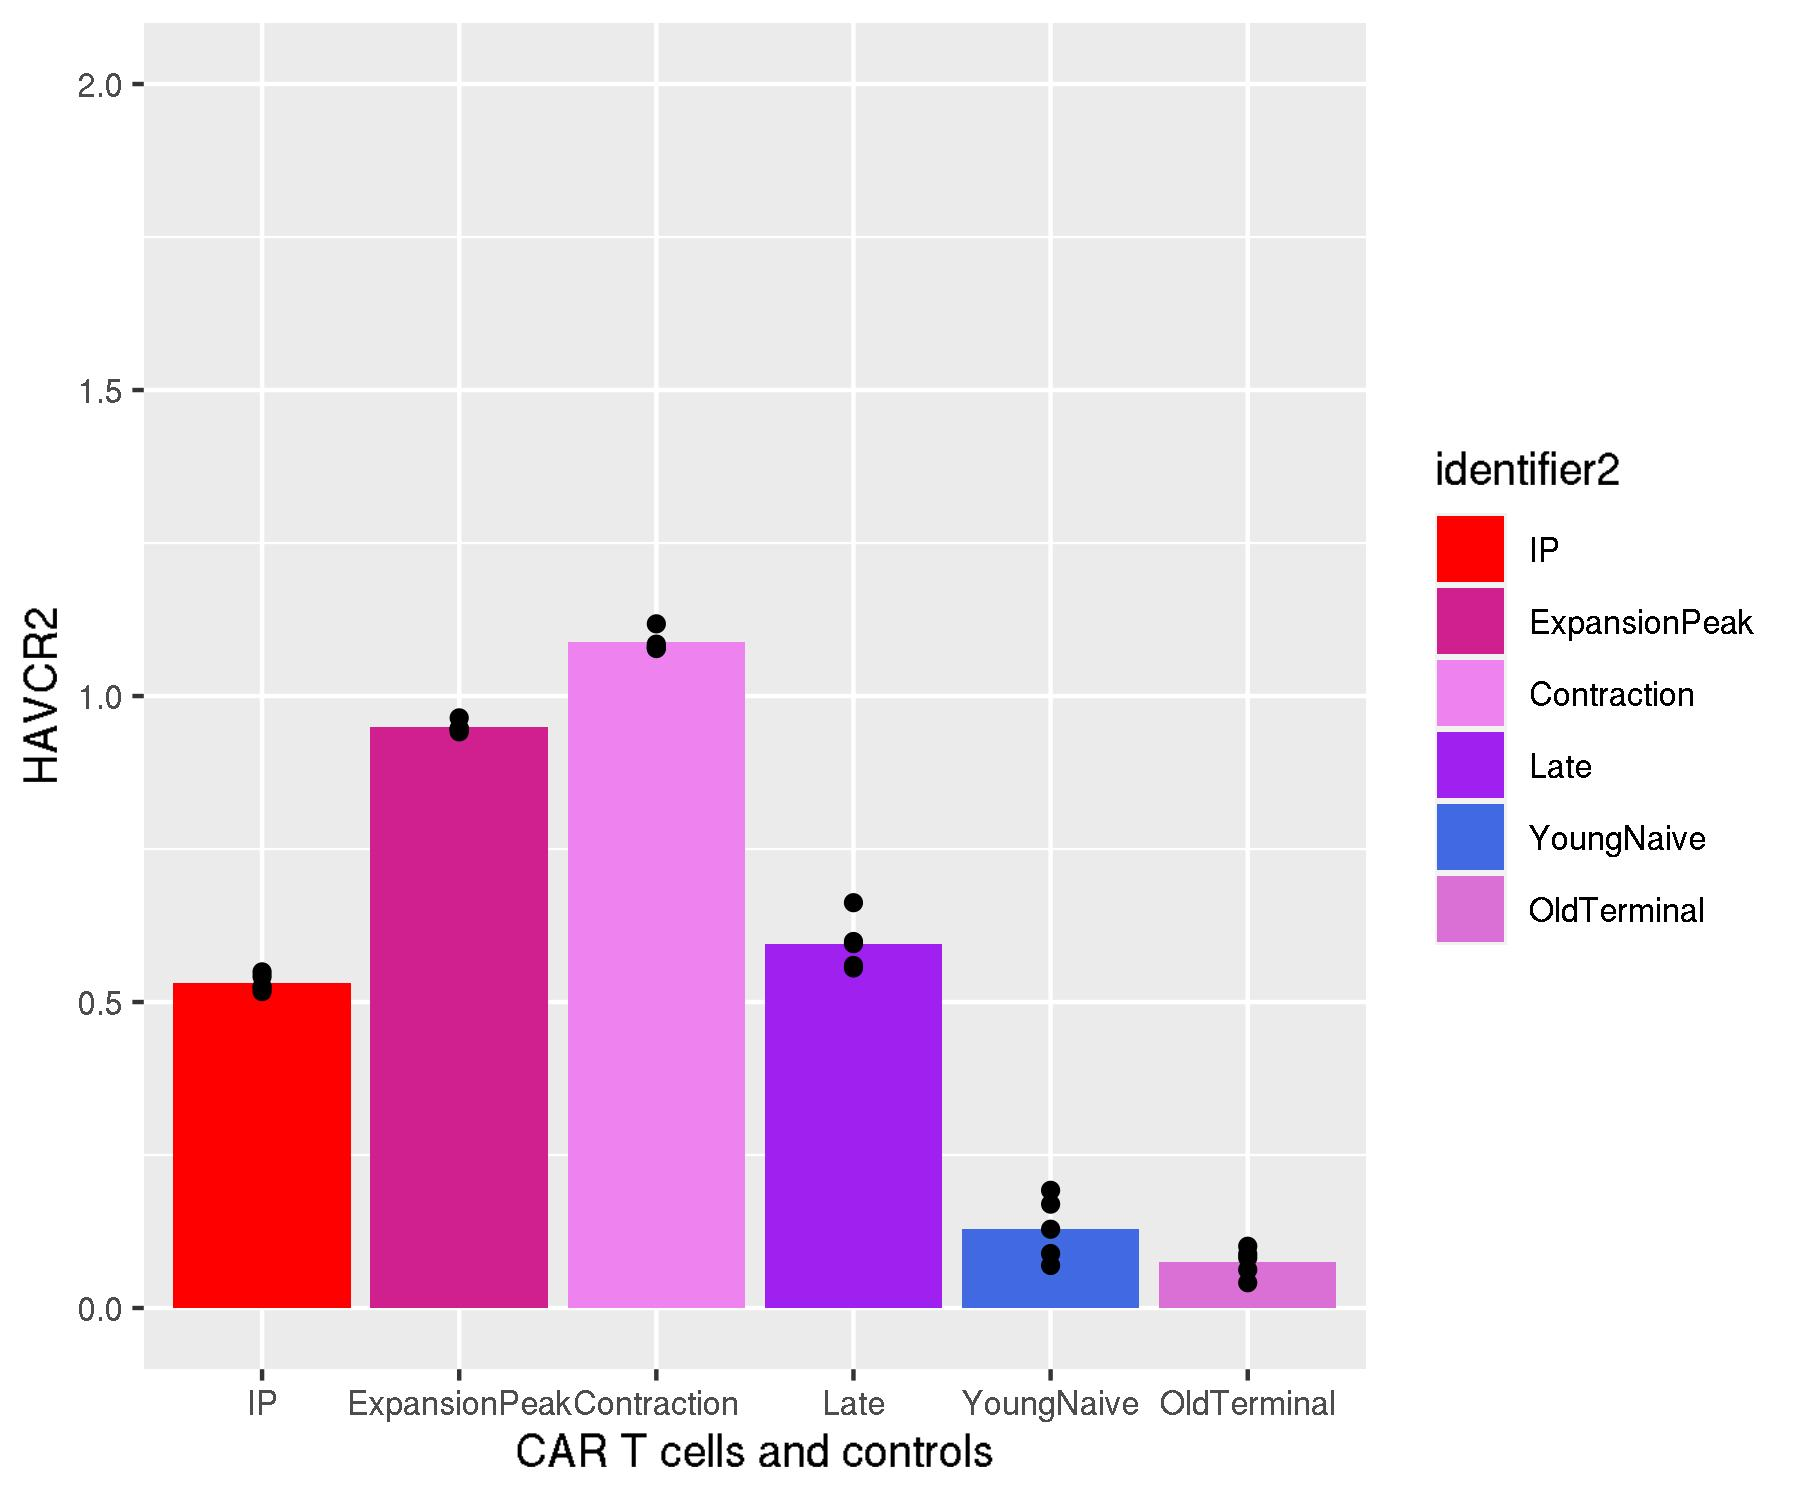 HAVCR2
2.0
1.5
1.0
0.5
0.0
IP ExpansionPeak Contraction Late YoungNaive OldTerminal
CAR T cells and controls
identifier2
IP
ExpansionPeak
Contraction
Late
YoungNaive
OldTerminal